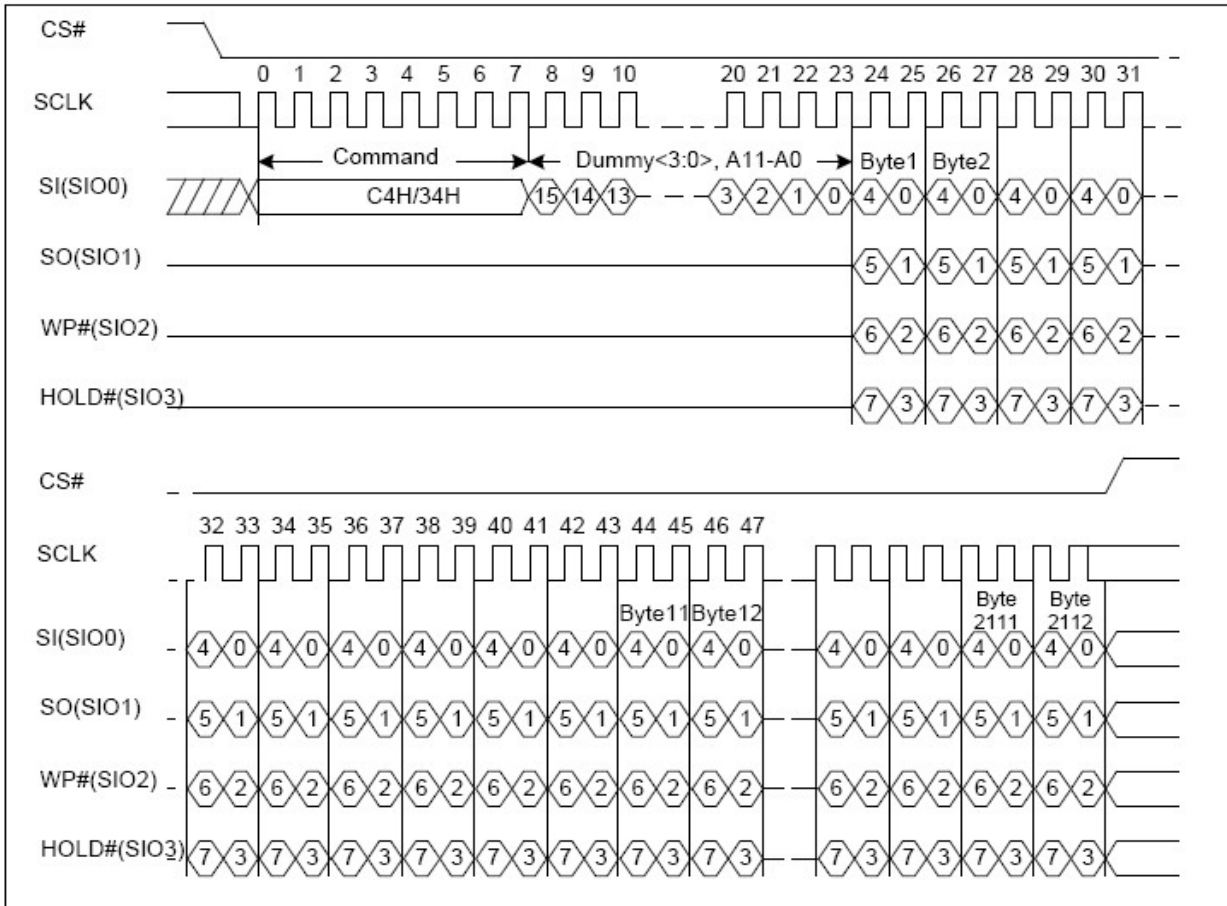 CS#
0 1 2 3 4 5 6 7 8 9 10 20 21 22 23 24 25 26 27 28 29 30 31
SCLK
Command Dummy<3:0>, A11-A0 Byte1 Byte2
SI(SIO0) C4H/34H 15 14 13 3 2 1 0 4 0 4 0 4 0 4 0
SO(SIO1) 5 1 5 1 5 1 5 1
WP#(SIO2) 6 2 6 2 6 2 6 2
HOLD#(SIO3) 7 3 7 3 7 3 7 3
CS#
32 33 34 35 36 37 38 39 40 41 42 43 44 45 46 47
SCLK
Byte11 Byte12 Byte 2111 Byte 2112
SI(SIO0) 4 0 4 0 4 0 4 0 4 0 4 0 4 0 4 0 4 0 4 0 4 0 4 0
SO(SIO1) 5 1 5 1 5 1 5 1 5 1 5 1 5 1 5 1 5 1 5 1 5 1 5 1
WP#(SIO2) 6 2 6 2 6 2 6 2 6 2 6 2 6 2 6 2 6 2 6 2 6 2 6 2
HOLD#(SIO3) 7 3 7 3 7 3 7 3 7 3 7 3 7 3 7 3 7 3 7 3 7 3 7 3